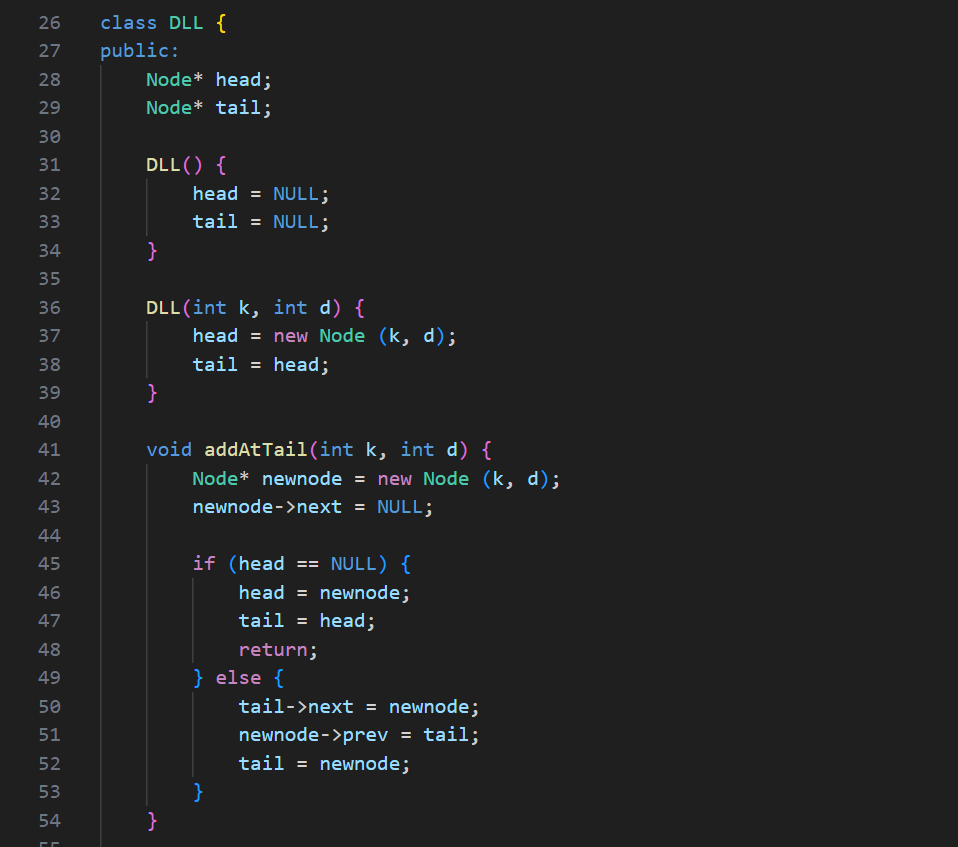 26 class DLL {
27 public:
28     Node* head;
29     Node* tail;
30
31     DLL() {
32         head = NULL;
33         tail = NULL;
34     }
35
36     DLL(int k, int d) {
37         head = new Node (k, d);
38         tail = head;
39     }
40
41     void addAtTail(int k, int d) {
42         Node* newnode = new Node (k, d);
43         newnode->next = NULL;
44
45         if (head == NULL) {
46             head = newnode;
47             tail = head;
48             return;
49         } else {
50             tail->next = newnode;
51             newnode->prev = tail;
52             tail = newnode;
53         }
54     }